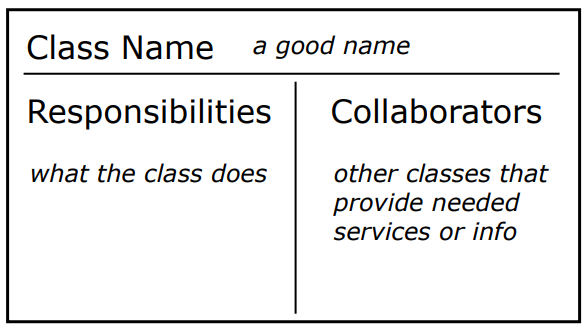 Class Name a good name
Responsibilities
what the class does
Collaborators
other classes that
provide needed
services or info